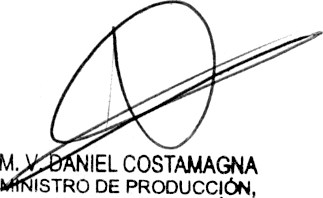 M. V. DANIEL COSTAMAGNA
MINISTRO DE PRODUCCIÓN,